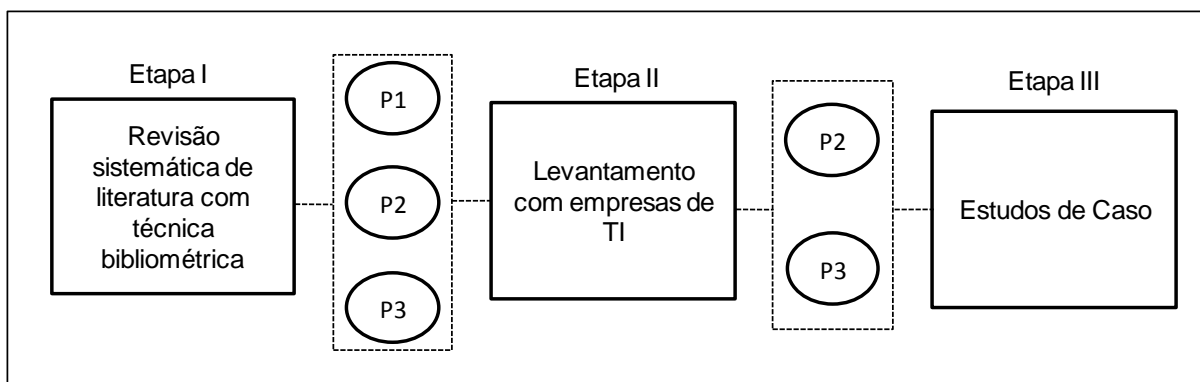 Etapa I
Revisão
sistemática de
literatura com
técnica
bibliométrica
P1
P2
P3
Etapa II
Levantamento
com empresas de
TI
P2
P3
Etapa III
Estudos de Caso